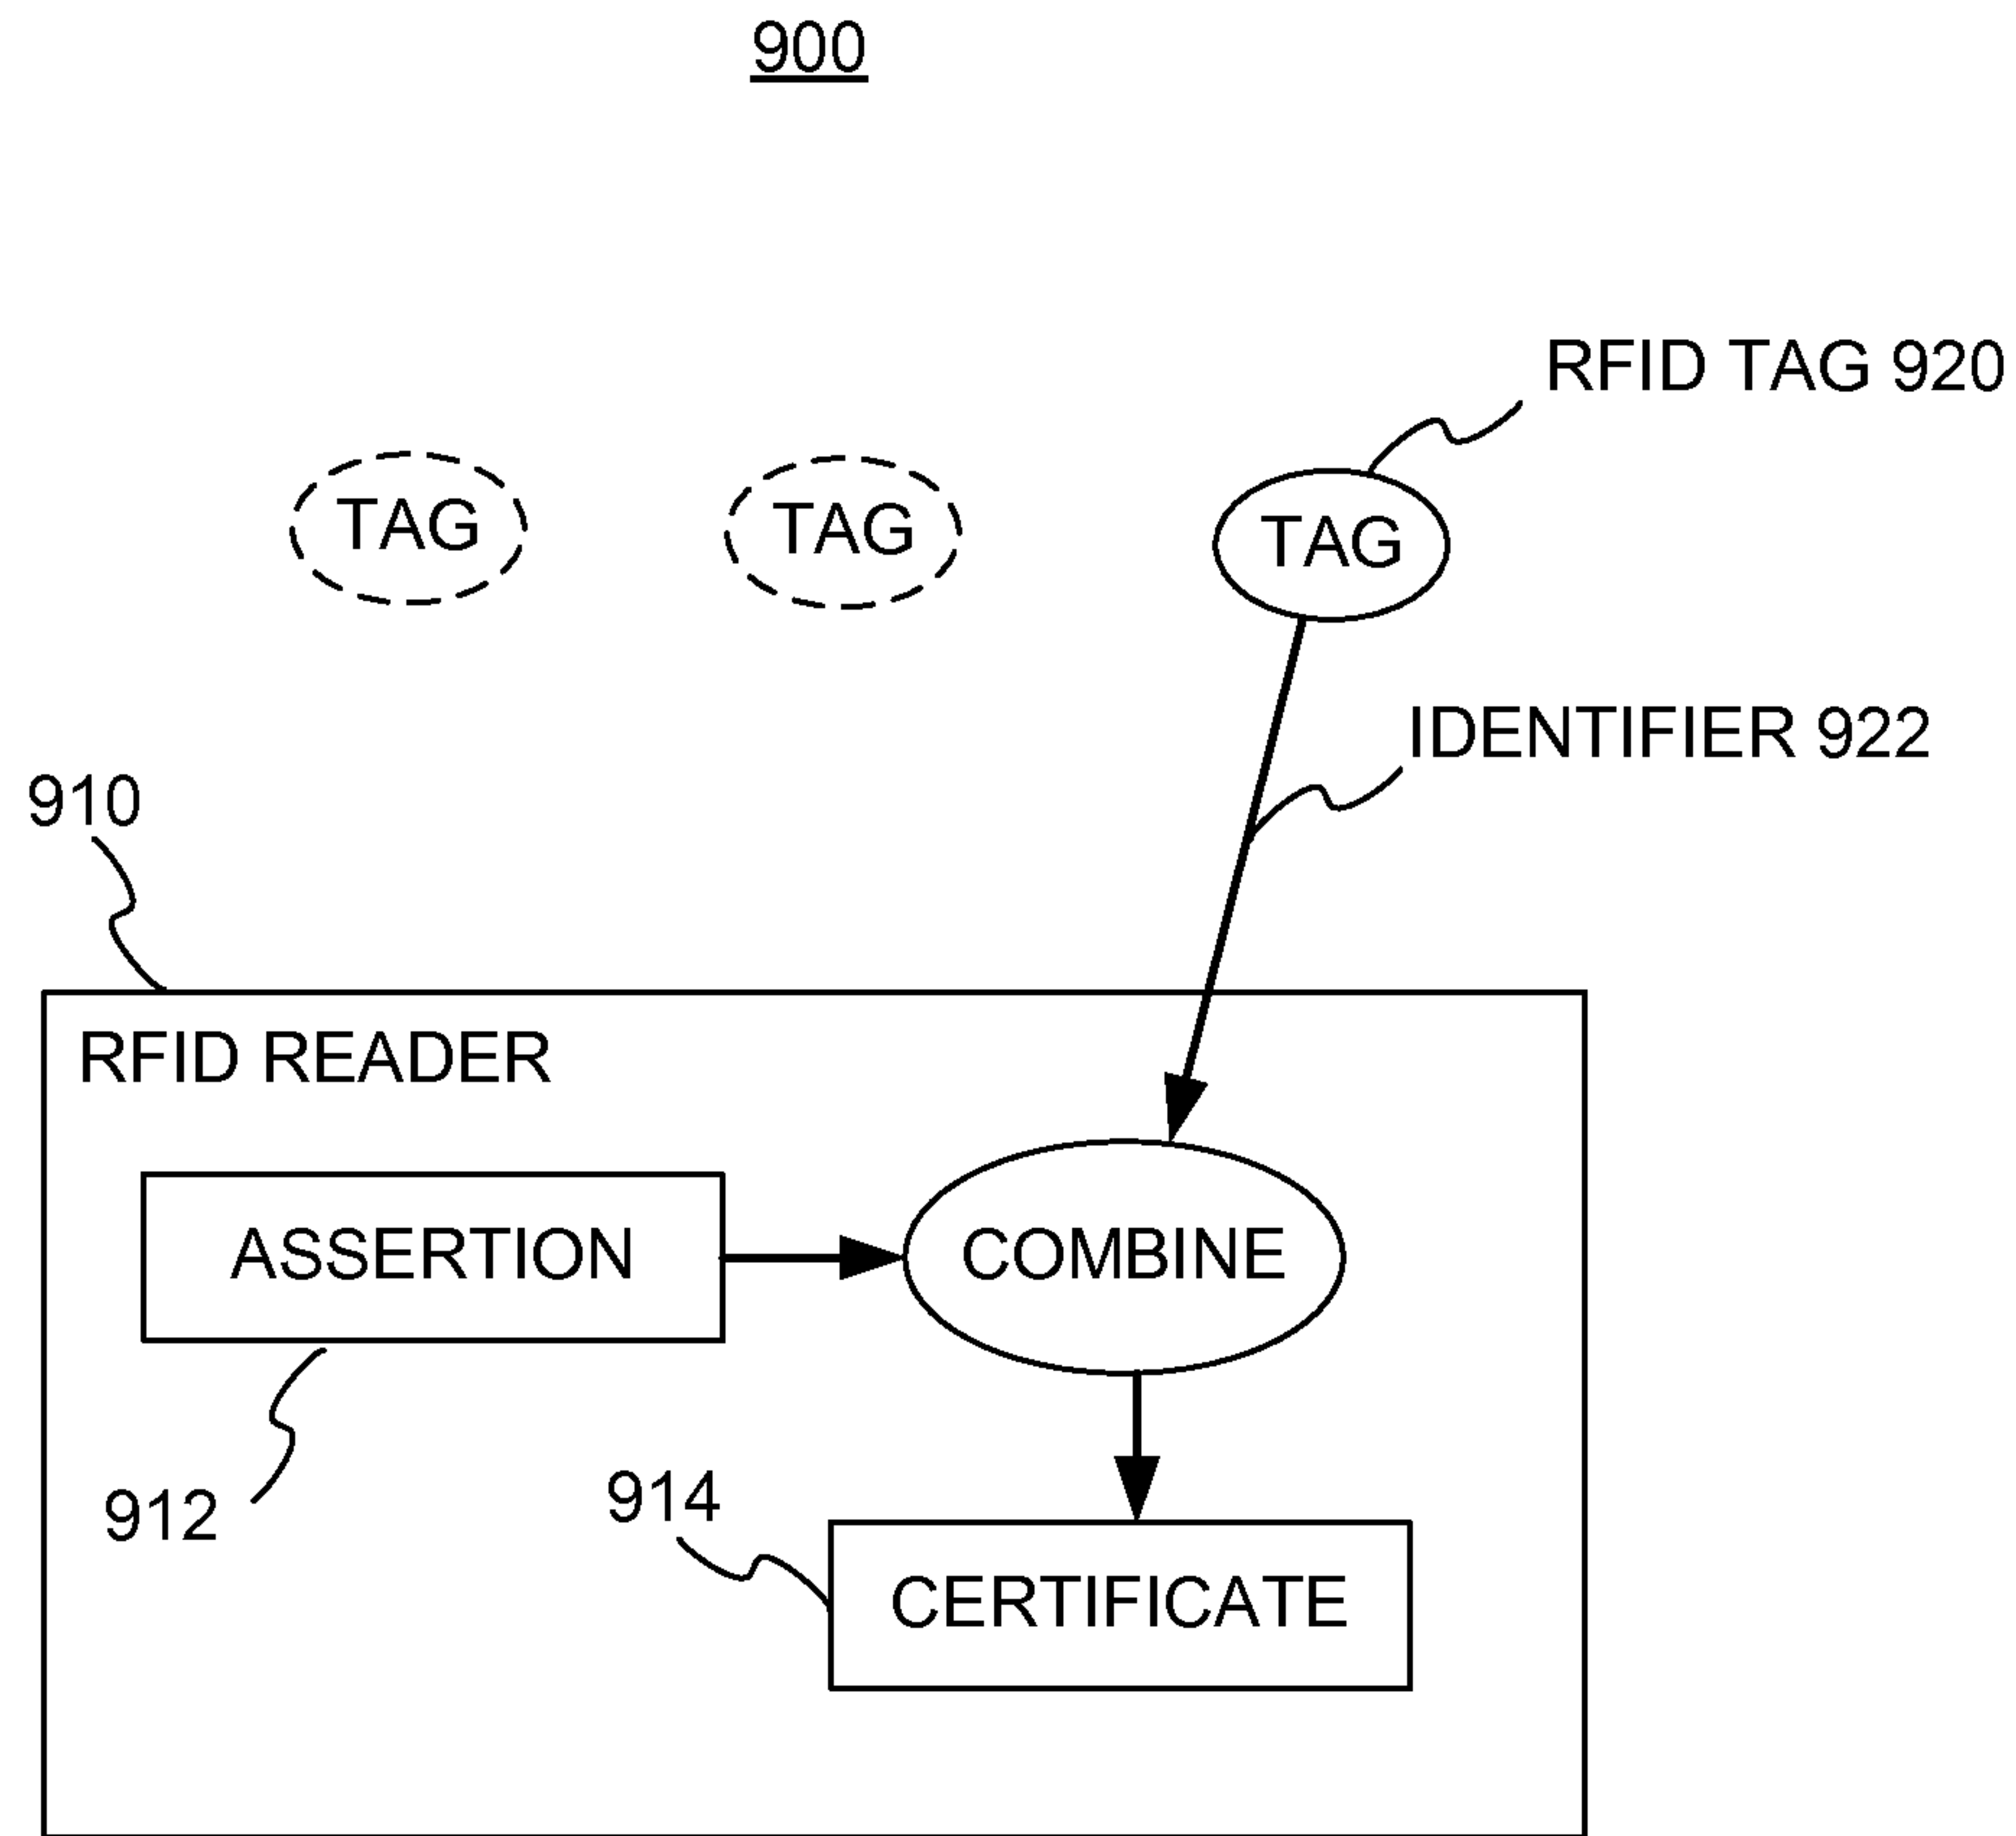 900
RFID TAG 920
TAG
TAG
TAG
IDENTIFIER 922
910
RFID READER
ASSERTION
COMBINE
912
914
CERTIFICATE